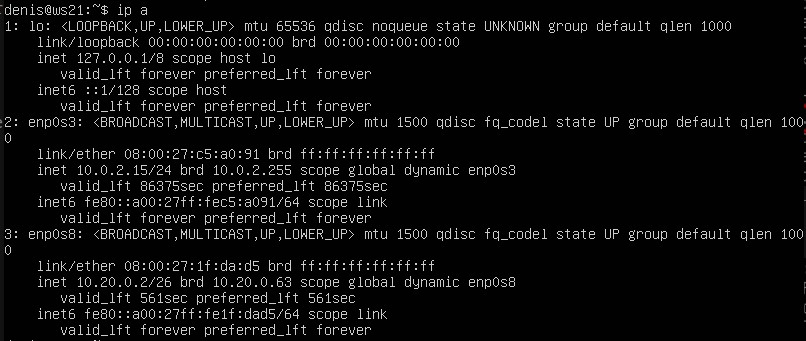 denis@ws21:~$ ip a
1: lo: <LOOPBACK,UP,LOWER_UP> mtu 65536 qdisc noqueue state UNKNOWN group default qlen 1000
    link/loopback 00:00:00:00:00:00 brd 00:00:00:00:00:00
    inet 127.0.0.1/8 scope host lo
       valid_lft forever preferred_lft forever
    inet6 ::1/128 scope host
       valid_lft forever preferred_lft forever
2: enp0s3: <BROADCAST,MULTICAST,UP,LOWER_UP> mtu 1500 qdisc fq_codel state UP group default qlen 100
0
    link/ether 08:00:27:c5:a0:91 brd ff:ff:ff:ff:ff:ff
    inet 10.0.2.15/24 brd 10.0.2.255 scope global dynamic enp0s3
       valid_lft 86375sec preferred_lft 86375sec
    inet6 fe80::a00:27ff:fec5:a091/64 scope link
       valid_lft forever preferred_lft forever
3: enp0s8: <BROADCAST,MULTICAST,UP,LOWER_UP> mtu 1500 qdisc fq_codel state UP group default qlen 100
0
    link/ether 08:00:27:1f:da:d5 brd ff:ff:ff:ff:ff:ff
    inet 10.20.0.2/26 brd 10.20.0.63 scope global dynamic enp0s8
       valid_lft 561sec preferred_lft 561sec
    inet6 fe80::a00:27ff:fe1f:dad5/64 scope link
       valid_lft forever preferred_lft forever